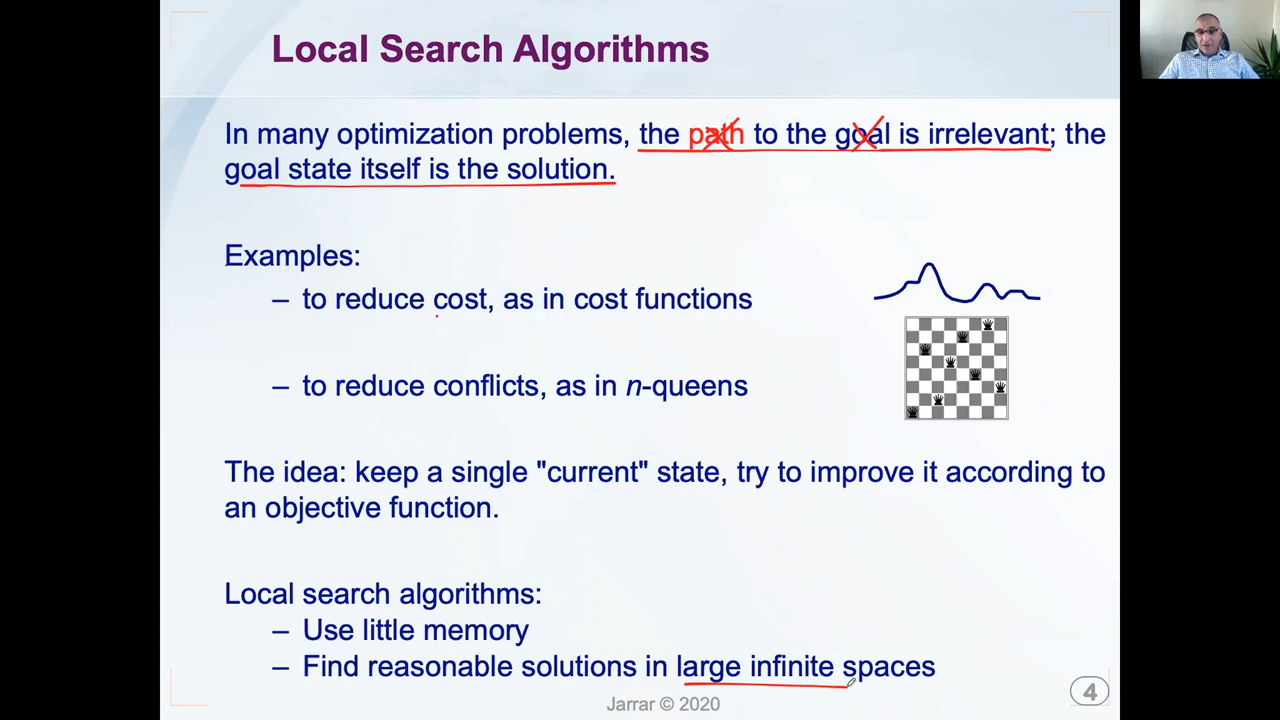 Local Search Algorithms
In many optimization problems, the path to the goal is irrelevant; the
goal state itself is the solution.
Examples:
– to reduce cost, as in cost functions
– to reduce conflicts, as in n-queens
The idea: keep a single "current" state, try to improve it according to
an objective function.
Local search algorithms:
– Use little memory
– Find reasonable solutions in large infinite spaces
Jarrar © 2020
4